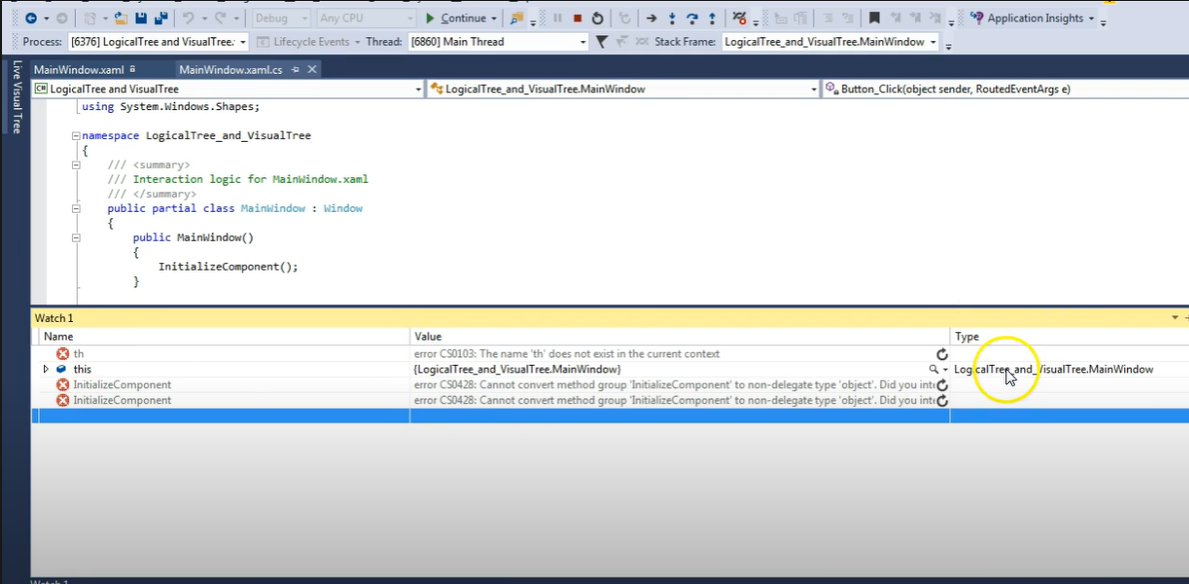 Debug
Any CPU
Continue
Application Insights
Process: [6376] LogicalTree and VisualTree.
Lifecycle Events
Thread: [6860] Main Thread
Stack Frame: LogicalTree_and_VisualTree.MainWindow
Live Visual Tree
MainWindow.xaml
MainWindow.xaml.cs
LogicalTree and VisualTree
LogicalTree_and_VisualTree.MainWindow
Button_Click(object sender, RoutedEventArgs e)
using System.Windows.Shapes;
namespace LogicalTree_and_VisualTree
{
/// <summary>
/// Interaction logic for MainWindow.xaml
/// </summary>
public partial class MainWindow : Window
{
public MainWindow()
{
InitializeComponent();
}
Watch 1
Name Value Type
th error CS0103: The name 'th' does not exist in the current context
this {LogicalTree_and_VisualTree.MainWindow} LogicalTree_and_VisualTree.MainWindow
InitializeComponent error CS0428: Cannot convert method group 'InitializeComponent' to non-delegate type 'object'. Did you inte
InitializeComponent error CS0428: Cannot convert method group 'InitializeComponent' to non-delegate type 'object'. Did you inte
Watch 1